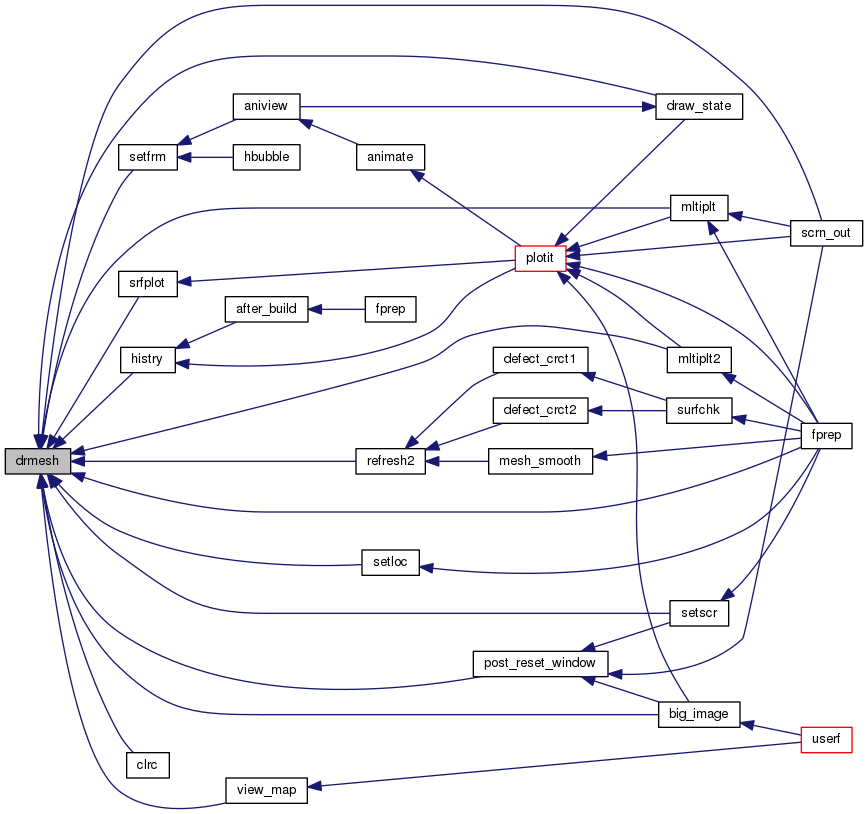 aniview
draw_state
setfrm
hbubble
animate
mltiplt
scrn_out
plotit
srfplot
after_build
fprep
histry
defect_crct1
mltiplt2
defect_crct2
surfchk
fprep
drmesh
refresh2
mesh_smooth
setloc
setscr
post_reset_window
big_image
userf
clrc
view_map